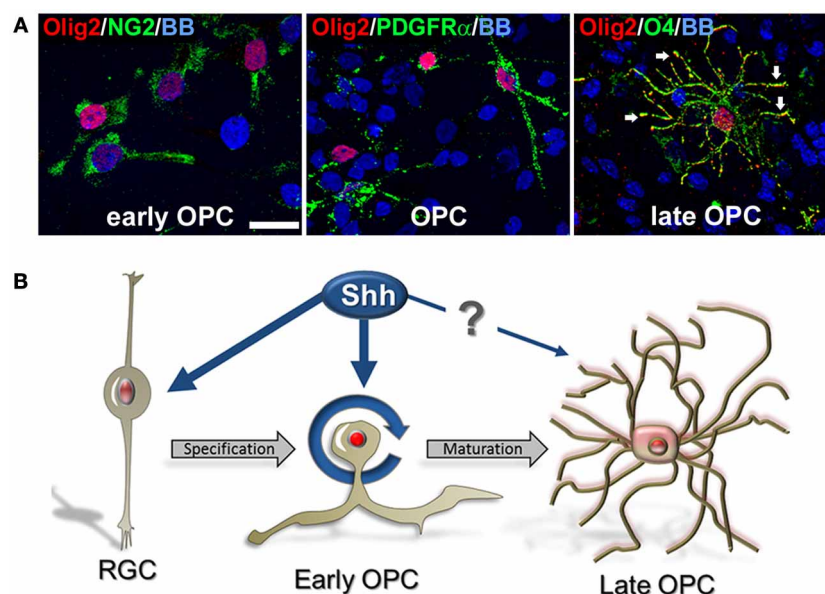 A
Olig2/NG2/BB
early OPC
Olig2/PDGFRα/BB
OPC
Olig2/O4/BB
late OPC
B
Shh
?
Specification
Maturation
RGC
Early OPC
Late OPC